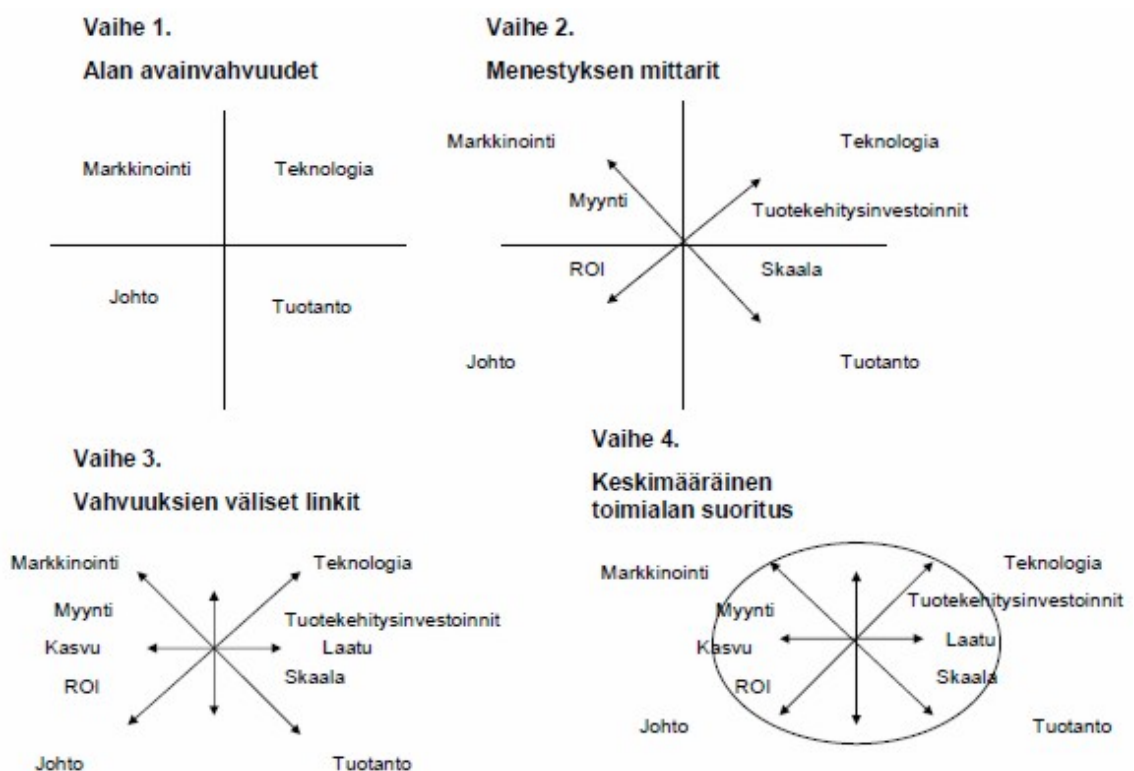 Vaihe 1.
Alan avainvahvuudet
Markkinointi
Teknologia
Johto
Tuotanto
Vaihe 2.
Menestyksen mittarit
Markkinointi
Teknologia
Myynti
Tuotekehitysinvestoinnit
ROI
Skaala
Johto
Tuotanto
Vaihe 3.
Vahvuuksien väliset linkit
Markkinointi
Teknologia
Myynti
Tuotekehitysinvestoinnit
Kasvu
Laatu
ROI
Skaala
Johto
Tuotanto
Vaihe 4.
Keskimääräinen
toimialan suoritus
Markkinointi
Teknologia
Myynti
Tuotekehitysinvestoinnit
Kasvu
Laatu
ROI
Skaala
Johto
Tuotanto